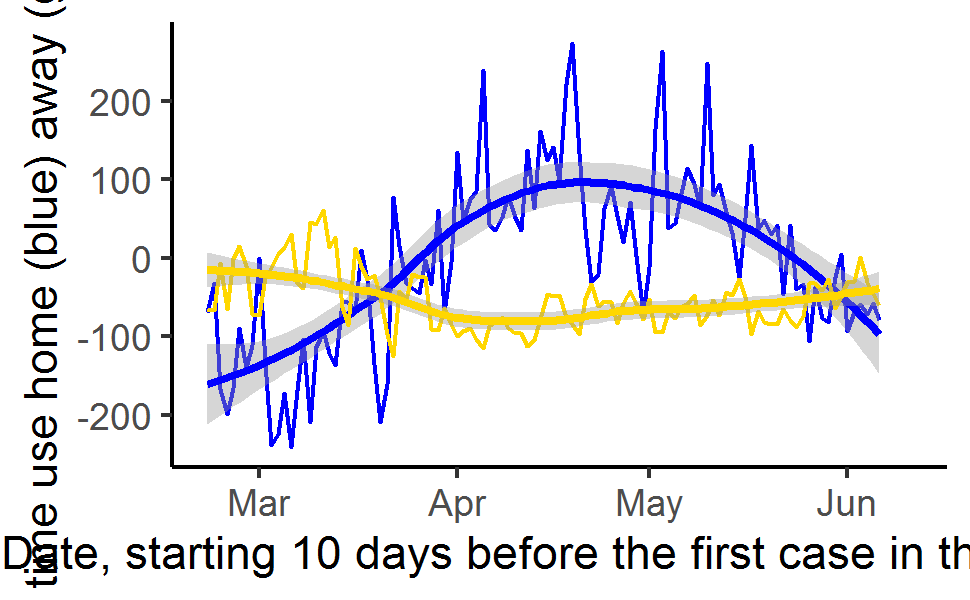 time use home (blue) away (
200
100
0
-100
-200
Mar Apr May Jun
Date, starting 10 days before the first case in th